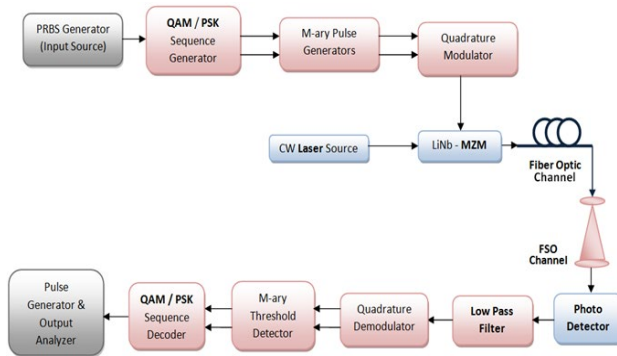 PRBS Generator
(Input Source)
QAM / PSK
Sequence
Generator
M-ary Pulse
Generators
Quadrature
Modulator
CW Laser Source
LiNb - MZM
Fiber Optic
Channel
FSO
Channel
Pulse
Generator &
Output
Analyzer
QAM / PSK
Sequence
Decoder
M-ary
Threshold
Detector
Quadrature
Demodulator
Low Pass
Filter
Photo
Detector